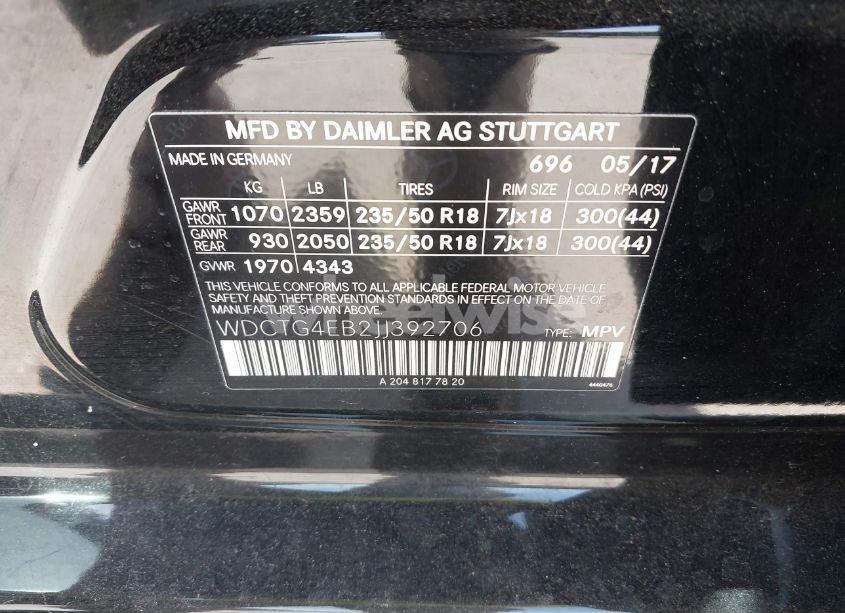 MFD BY DAIMLER AG STUTTGART
MADE IN GERMANY 696 05/17
KG LB TIRES RIM SIZE COLD KPA (PSI)
GAWR FRONT 1070 2359 235/50 R18 7Jx18 300(44)
GAWR REAR 930 2050 235/50 R18 7Jx18 300(44)
GVWR 1970 4343
THIS VEHICLE CONFORMS TO ALL APPLICABLE FEDERAL MOTOR VEHICLE
SAFETY AND THEFT PREVENTION STANDARDS IN EFFECT ON THE DATE OF
MANUFACTURE SHOWN ABOVE.
wheelwise
WDCTG4EB2JJ392706 TYPE: MPV
A 204 817 78 20 4440476